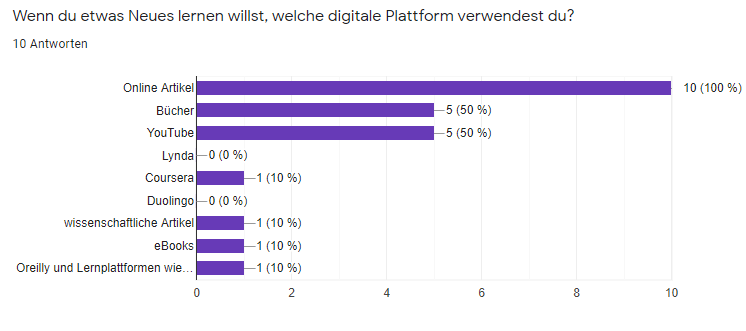 Wenn du etwas Neues lernen willst, welche digitale Plattform verwendest du?
10 Antworten
Online Artikel 10 (100 %)
Bücher 5 (50 %)
YouTube 5 (50 %)
Lynda 0 (0 %)
Coursera 1 (10 %)
Duolingo 0 (0 %)
wissenschaftliche Artikel 1 (10 %)
eBooks 1 (10 %)
Oreilly und Lernplattformen wie... 1 (10 %)
0 2 4 6 8 10